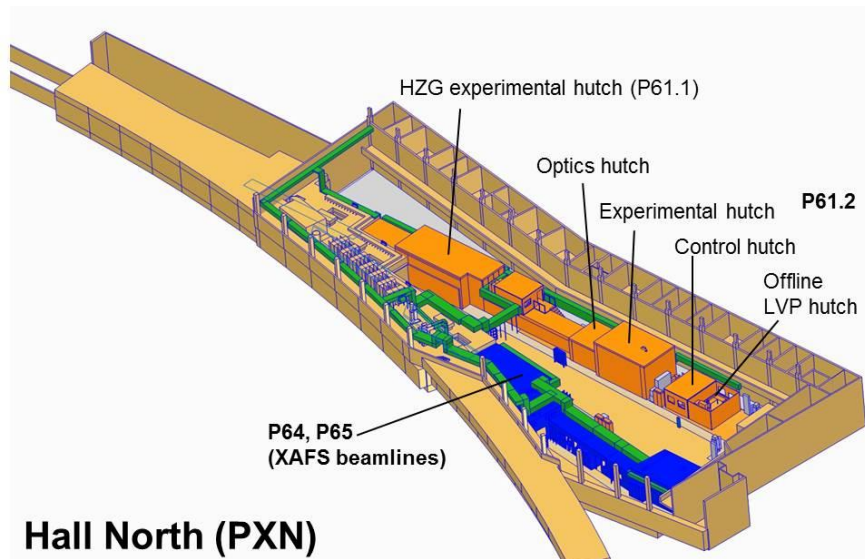 HZG experimental hutch (P61.1)
Optics hutch
P61.2
Experimental hutch
Control hutch
Offline
LVP hutch
P64, P65
(XAFS beamlines)
Hall North (PXN)